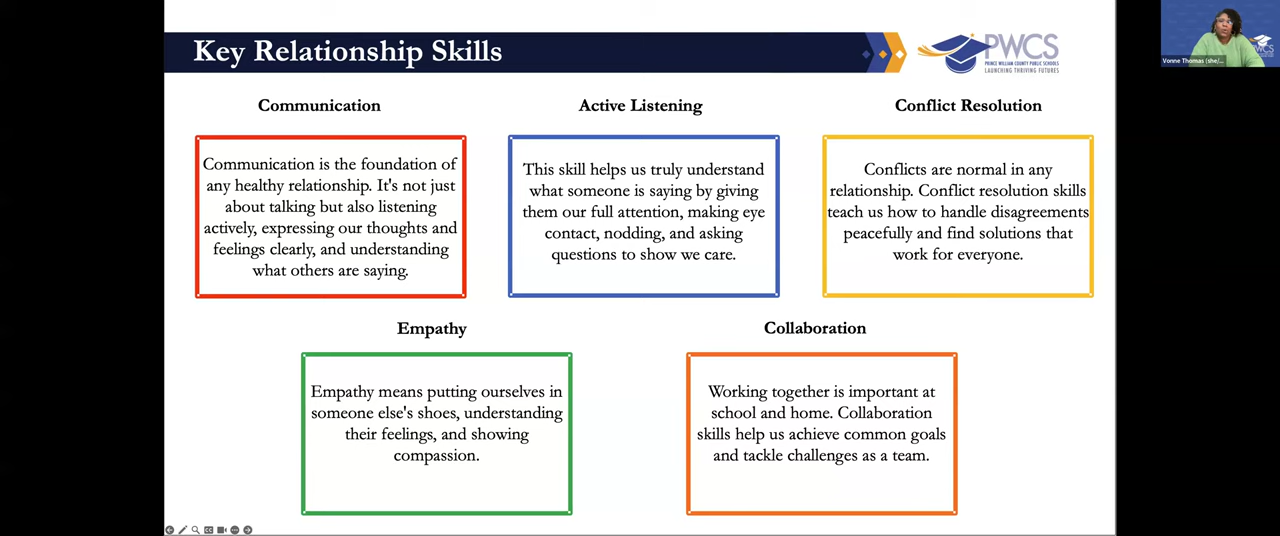 Key Relationship Skills
PWCS
PRINCE WILLIAM COUNTY PUBLIC SCHOOLS
LAUNCHING THRIVING FUTURES
PWCS
Vonne Thomas (she/...
Communication
Communication is the foundation of
any healthy relationship. It's not just
about talking but also listening
actively, expressing our thoughts and
feelings clearly, and understanding
what others are saying.
Active Listening
This skill helps us truly understand
what someone is saying by giving
them our full attention, making eye
contact, nodding, and asking
questions to show we care.
Conflict Resolution
Conflicts are normal in any
relationship. Conflict resolution skills
teach us how to handle disagreements
peacefully and find solutions that
work for everyone.
Empathy
Empathy means putting ourselves in
someone else's shoes, understanding
their feelings, and showing
compassion.
Collaboration
Working together is important at
school and home. Collaboration
skills help us achieve common goals
and tackle challenges as a team.